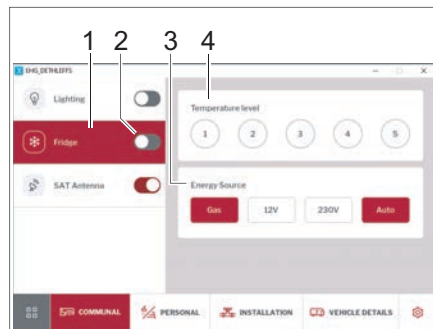 1 2 3 4
EHG_DETHLEFFS
Lighting
Temperature level
1 2 3 4 5
Fridge
SAT Antenna
Energy Source
Gas 12V 230V Auto
COMMUNAL PERSONAL INSTALLATION VEHICLE DETAILS